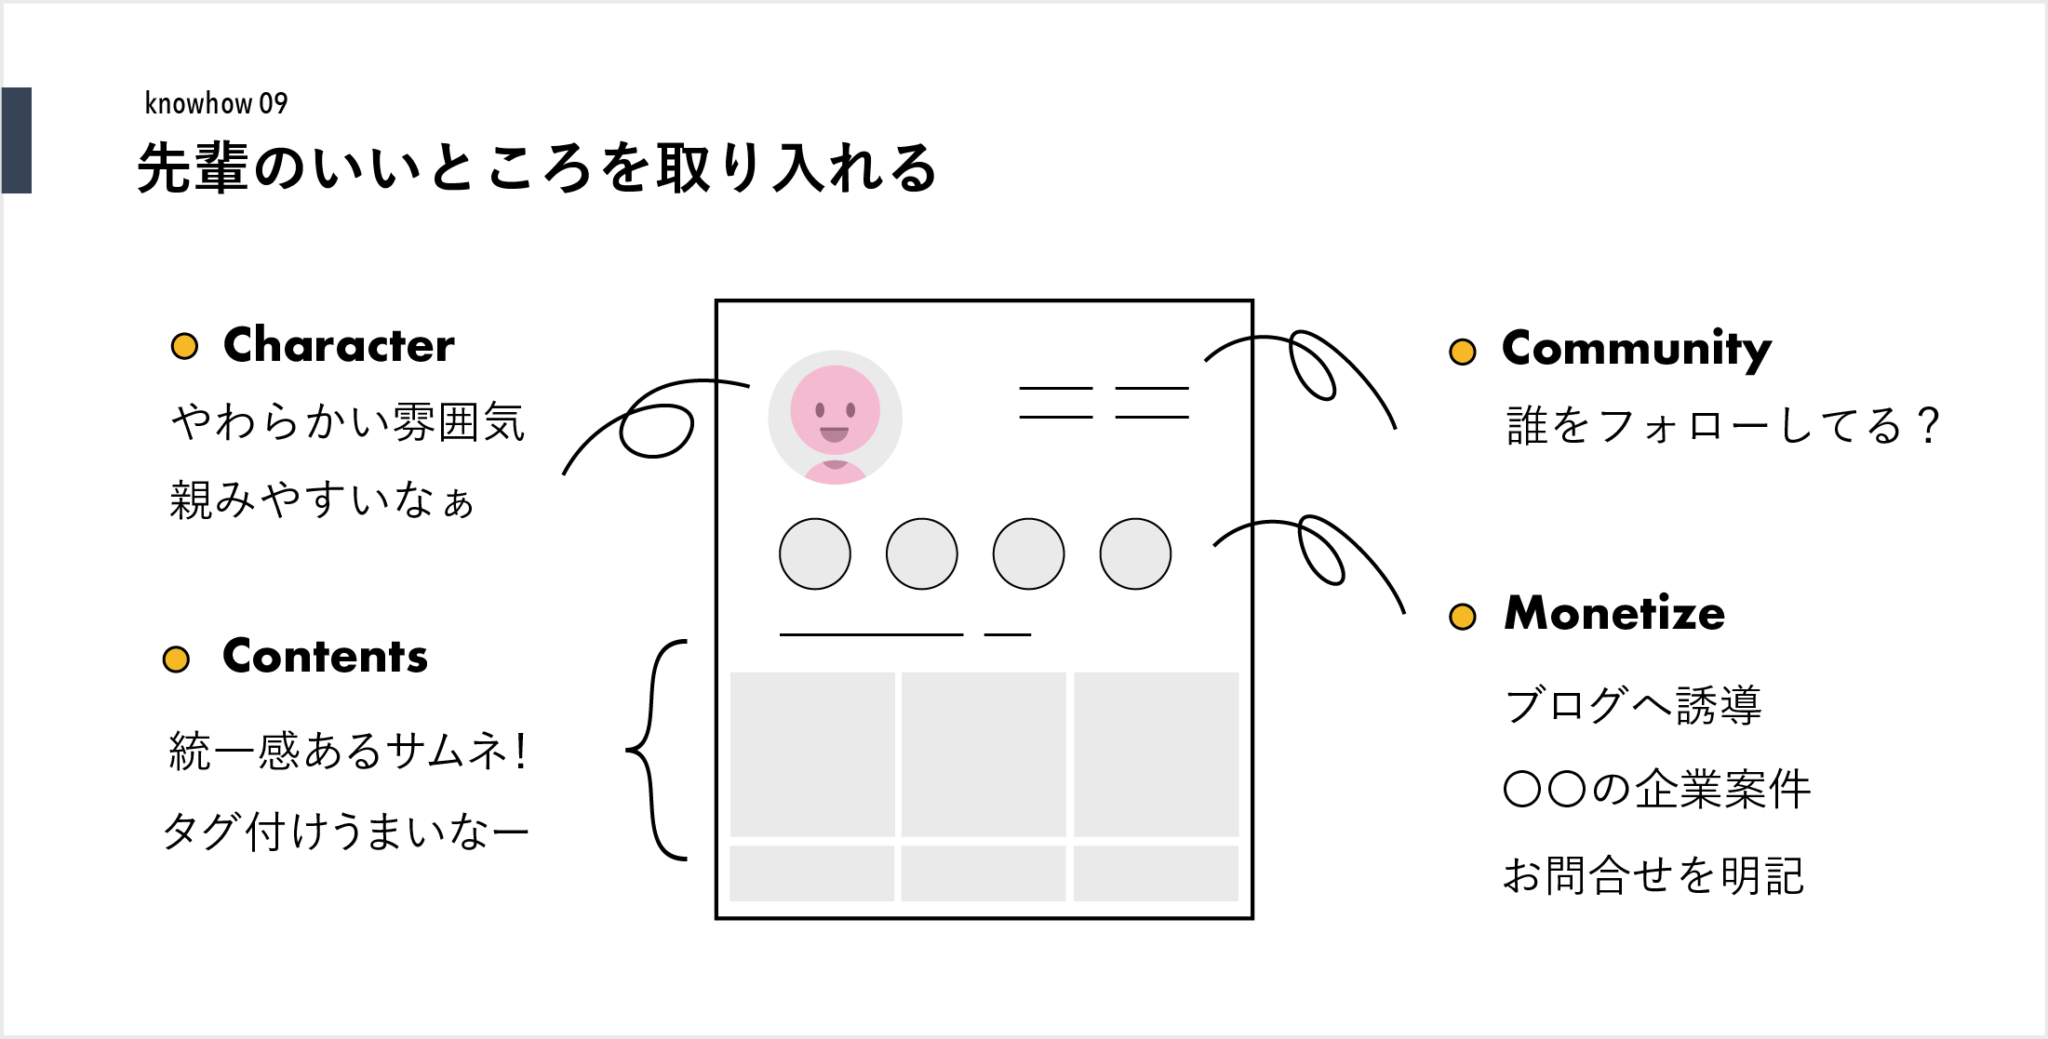 knowhow 09
先輩のいいところを取り入れる
Character
やわらかい雰囲気
親みやすいなぁ
Contents
統一感あるサムネ!
タグ付けうまいなー
Community
誰をフォローしてる？
Monetize
ブログへ誘導
〇〇の企業案件
お問合せを明記